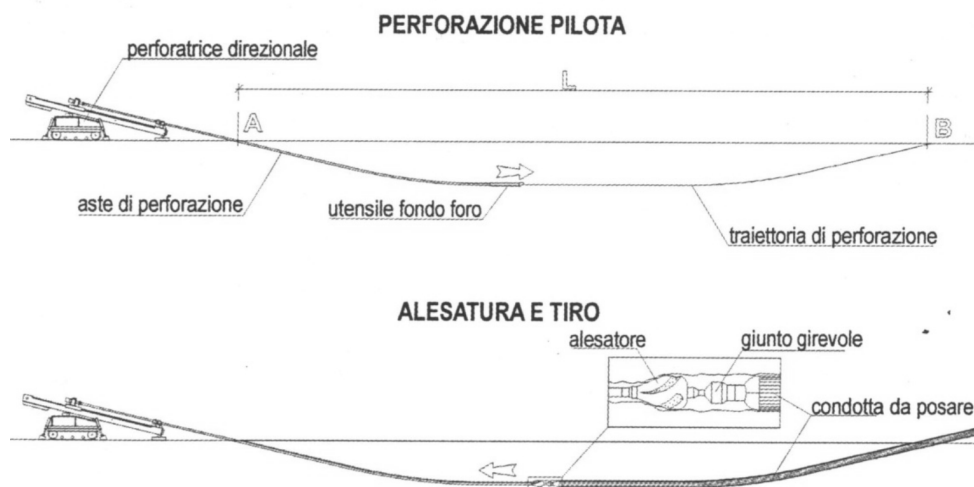 PERFORAZIONE PILOTA
perforatrice direzionale
L
A
B
aste di perforazione
utensile fondo foro
traiettoria di perforazione
ALESATURA E TIRO
alesatore
giunto girevole
condotta da posare